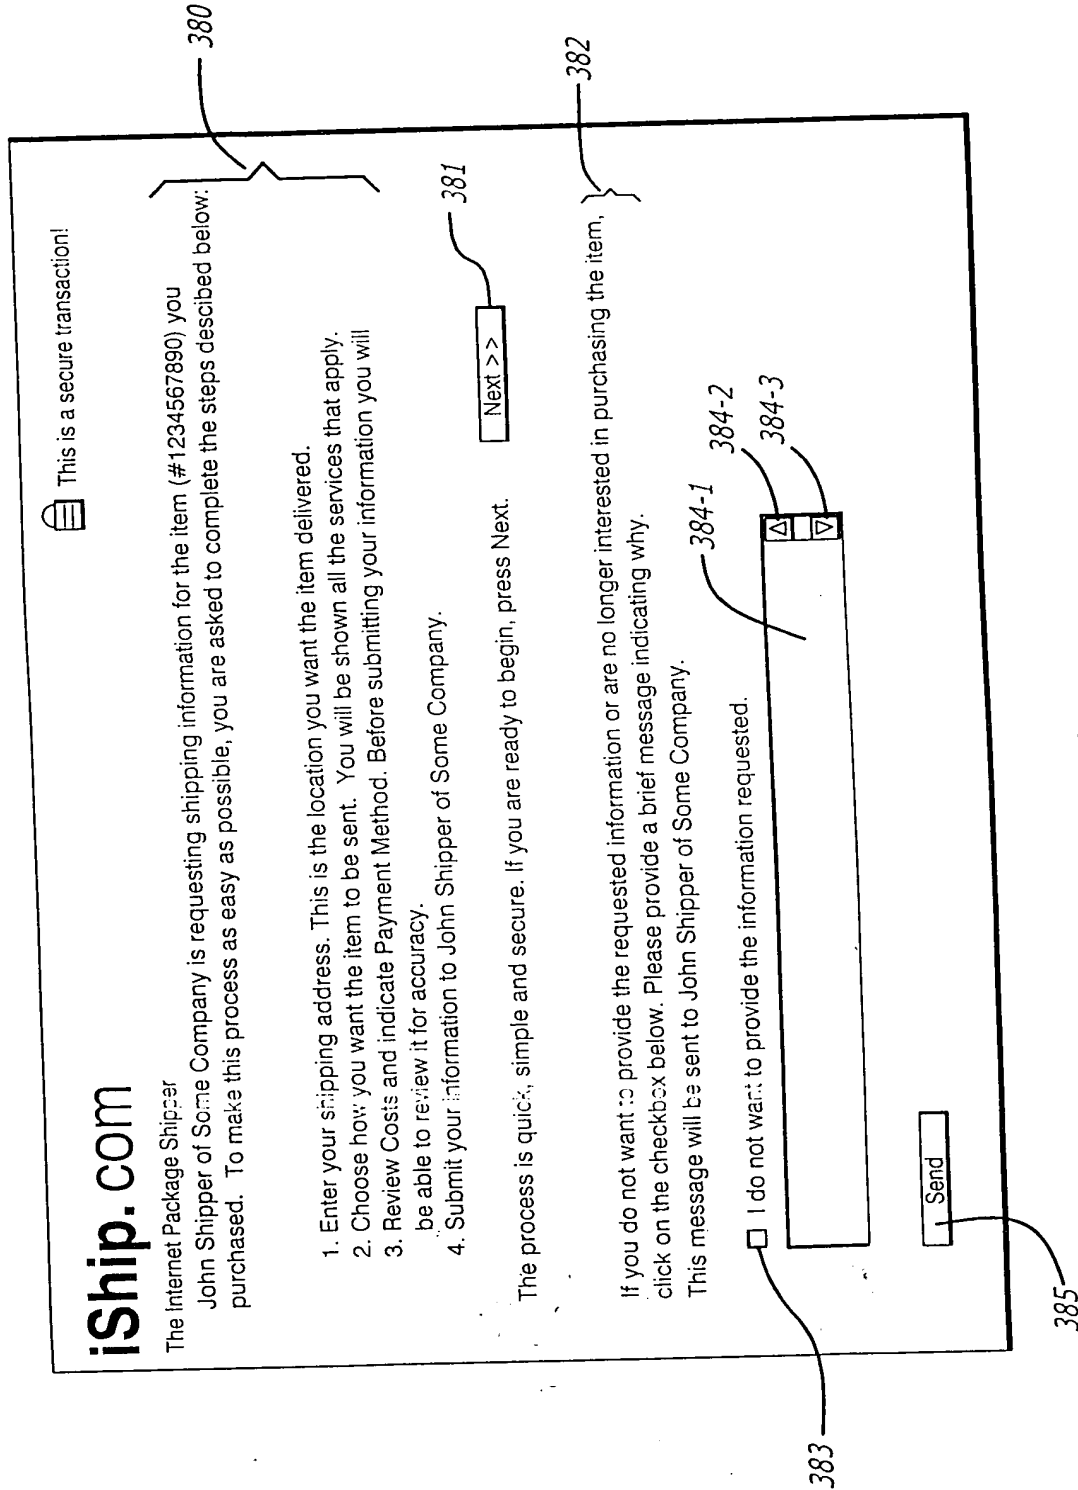 iShip.com
This is a secure transaction!
The Internet Package Shipper
John Shipper of Some Company is requesting shipping information for the item (#1234567890) you
purchased. To make this process as easy as possible, you are asked to complete the steps descibed below:
380
1. Enter your shipping address. This is the location you want the item delivered.
2. Choose how you want the item to be sent. You will be shown all the services that apply.
3. Review Costs and indicate Payment Method. Before submitting your information you will
be able to review it for accuracy.
4. Submit your information to John Shipper of Some Company.
381
Next >>
The process is quick, simple and secure. If you are ready to begin, press Next.
382
If you do not want to provide the requested information or are no longer interested in purchasing the item,
click on the checkbox below. Please provide a brief message indicating why.
This message will be sent to John Shipper of Some Company.
384-1
384-2
384-3
383
I do not want to provide the information requested.
Send
385